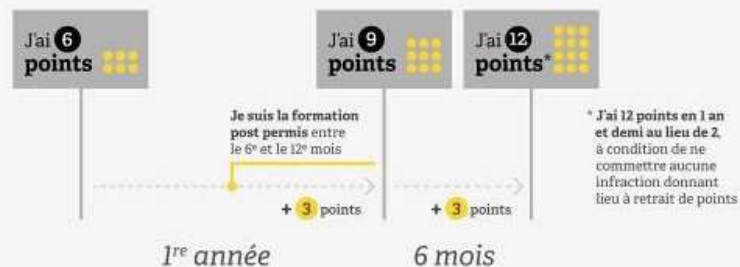 J'ai 6
points
J'ai 9
points
J'ai 12
points*
Je suis la formation
post permis entre
le 6e et le 12e mois
* J'ai 12 points en 1 an
et demi au lieu de 2,
à condition de ne
commettre aucune
infraction donnant
lieu à retrait de points
+ 3 points
+ 3 points
1re année
6 mois